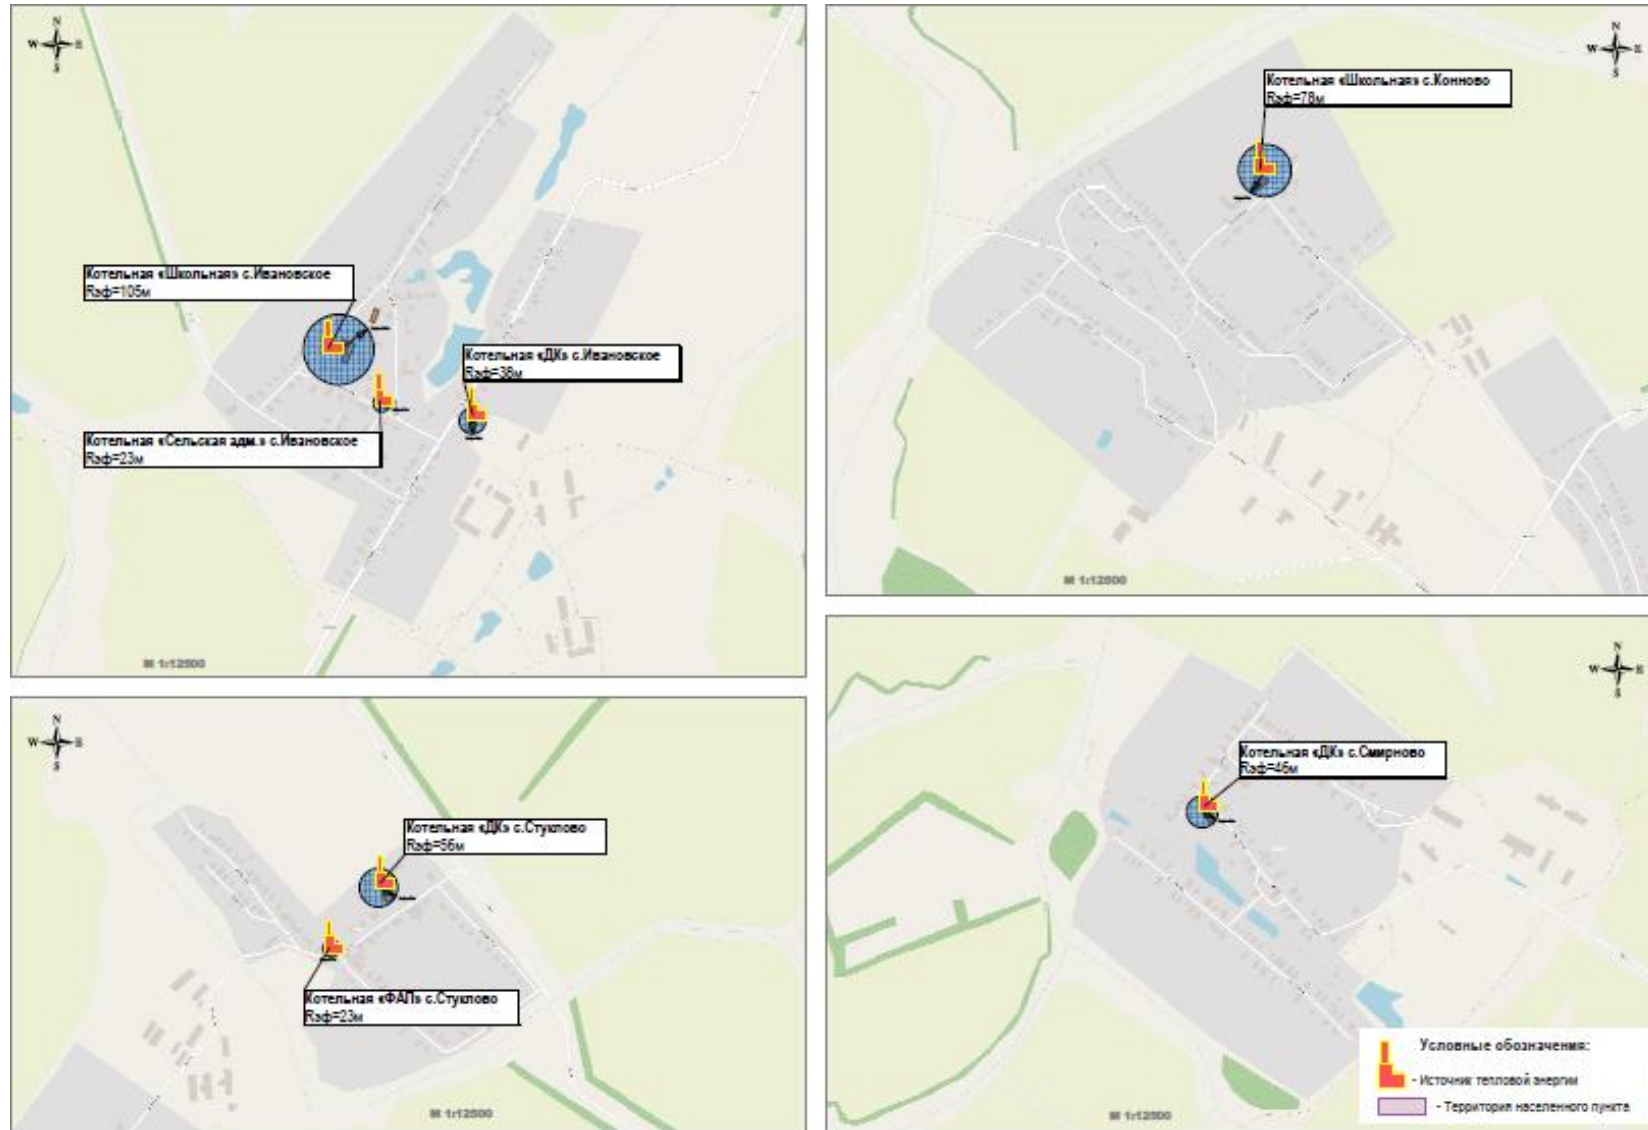 N
W E
S
Котельная «Школьная» с.Ивановское
Rэф=105м
Котельная «ДК» с.Ивановское
Rэф=38м
Котельная «Сельская адм.» с.Ивановское
Rэф=23м
М 1:12500
N
W E
S
Котельная «Школьная» с.Конново
Rэф=78м
М 1:12500
N
W E
S
Котельная «ДК» с.Стуклово
Rэф=56м
Котельная «ФАП» с.Стуклово
Rэф=23м
М 1:12500
N
W E
S
Котельная «ДК» с.Смирново
Rэф=46м
М 1:12500
Условные обозначения:
- Источник тепловой энергии
- Территория населенного пункта